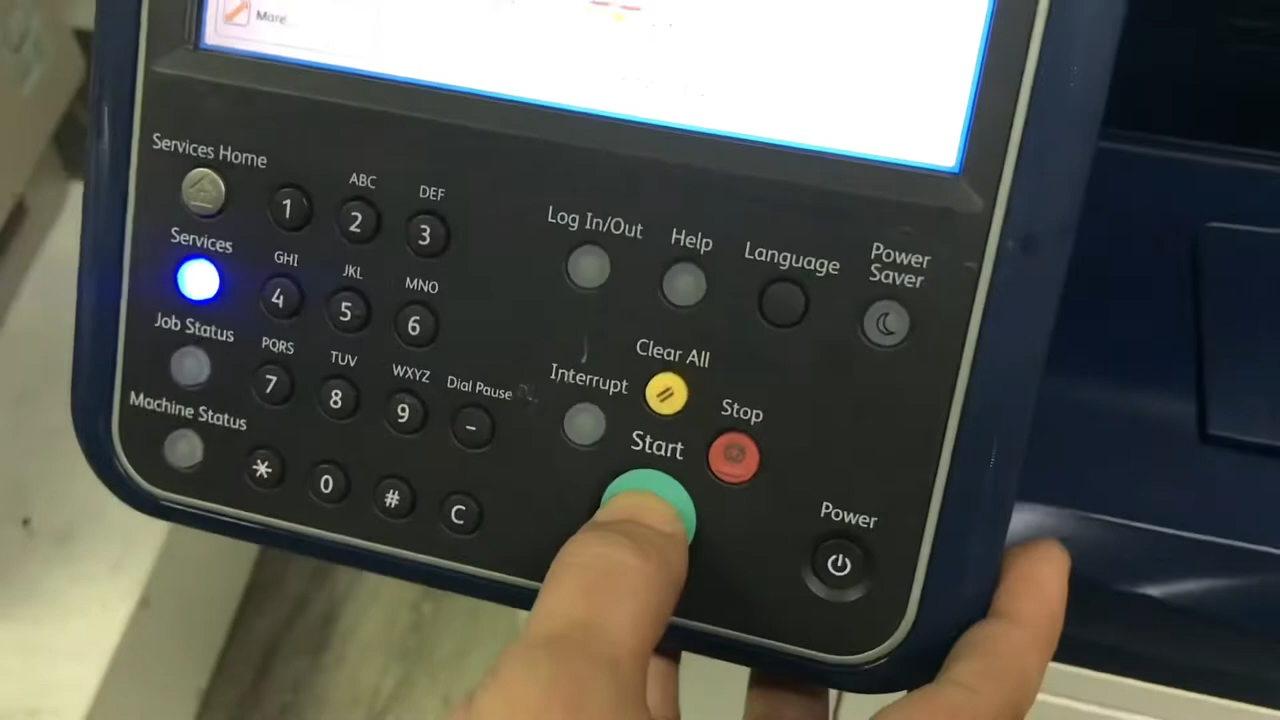 More
Services Home
Services
Job Status
Machine Status
1
ABC
2
DEF
3
GHI
4
JKL
5
MNO
6
PQRS
7
TUV
8
WXYZ
9
Dial Pause
-
*
0
#
C
Log In/Out
Help
Language
Power
Saver
Interrupt
Clear All
Stop
Start
Power